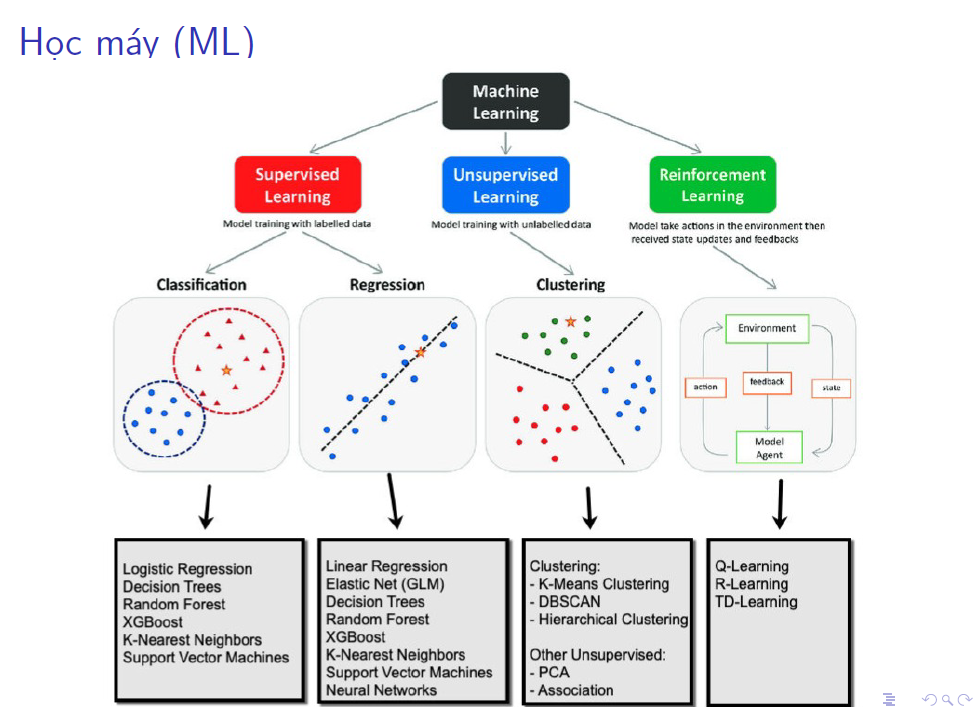 Học máy (ML)
Machine
Learning
Supervised
Learning
Unsupervised
Learning
Reinforcement
Learning
Model training with labelled data
Model training with unlabelled data
Model take actions in the environment then
received state updates and feedbacks
Classification
Regression
Clustering
Environment
action
feedback
state
Model
Agent
Logistic Regression
Decision Trees
Random Forest
XGBoost
K-Nearest Neighbors
Support Vector Machines
Linear Regression
Elastic Net (GLM)
Decision Trees
Random Forest
XGBoost
K-Nearest Neighbors
Support Vector Machines
Neural Networks
Clustering:
- K-Means Clustering
- DBSCAN
- Hierarchical Clustering
Other Unsupervised:
- PCA
- Association
Q-Learning
R-Learning
TD-Learning